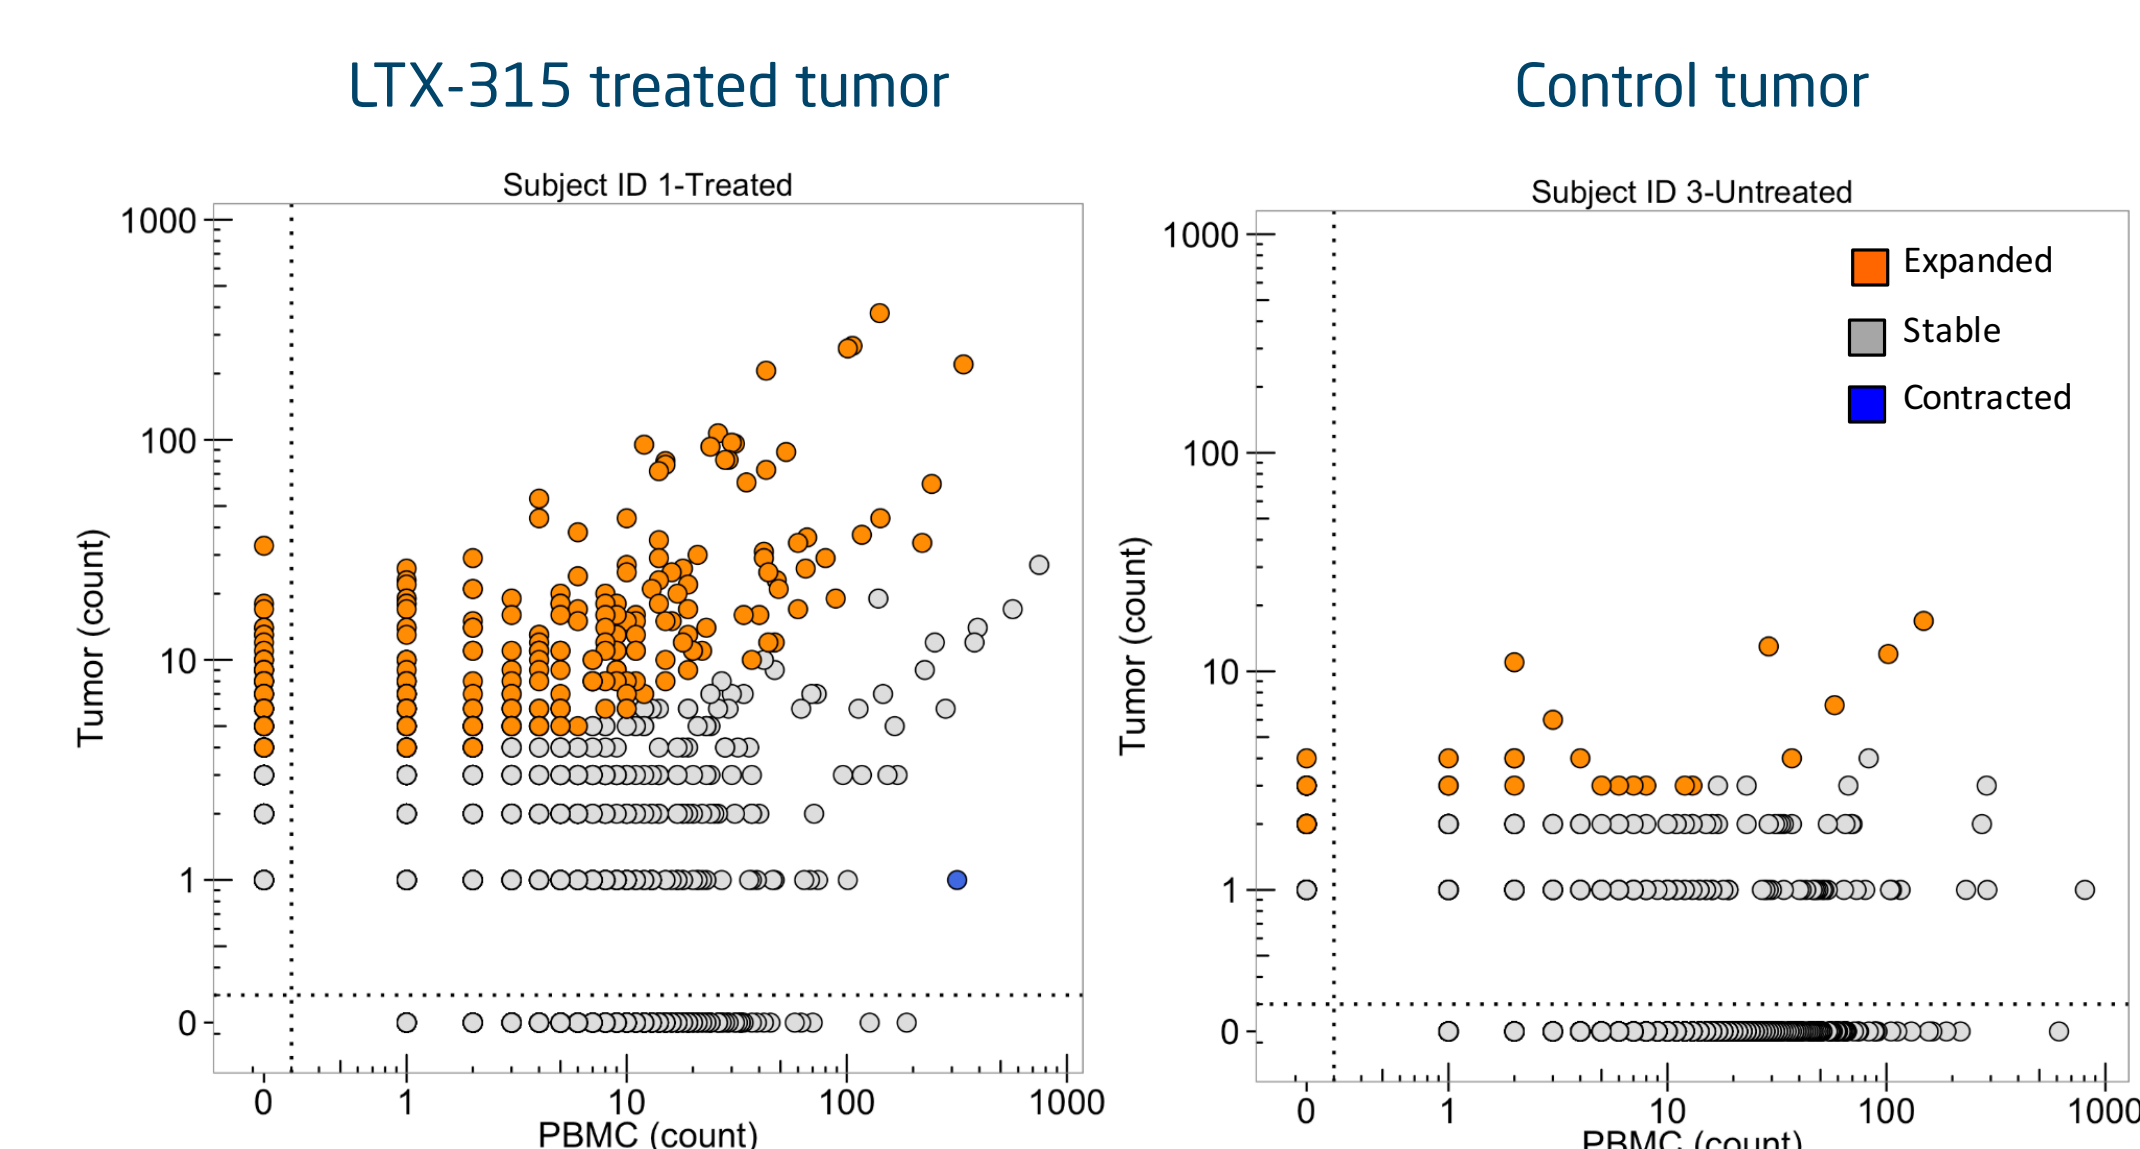 LTX-315 treated tumor
Control tumor
Subject ID 1-Treated
1000
100
10
1
0
Tumor (count)
0
1
10
100
1000
PBMC (count)
Subject ID 3-Untreated
Expanded
Stable
Contracted
1000
100
10
1
0
Tumor (count)
0
1
10
100
1000
PBMC (count)